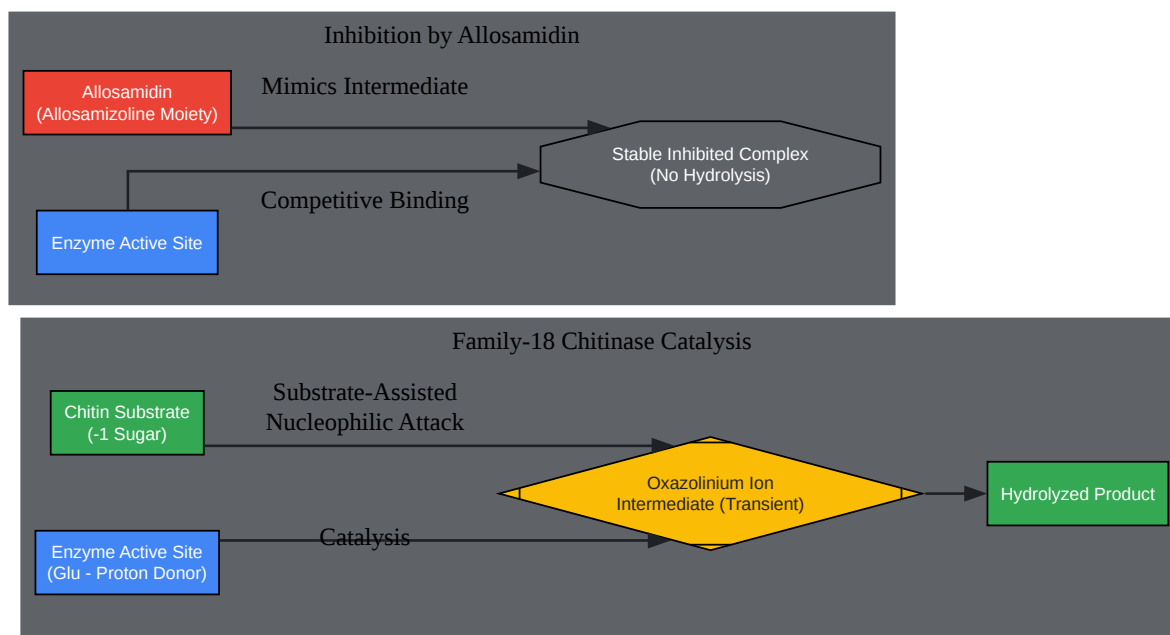 Inhibition by Allosamidin
Mimics Intermediate
Allosamidin
(Allosamizoline Moiety)
Stable Inhibited Complex
(No Hydrolysis)
Competitive Binding
Enzyme Active Site
Family-18 Chitinase Catalysis
Substrate-Assisted
Nucleophilic Attack
Chitin Substrate
(-1 Sugar)
Oxazolinium Ion
Intermediate (Transient)
Hydrolyzed Product
Catalysis
Enzyme Active Site
(Glu - Proton Donor)